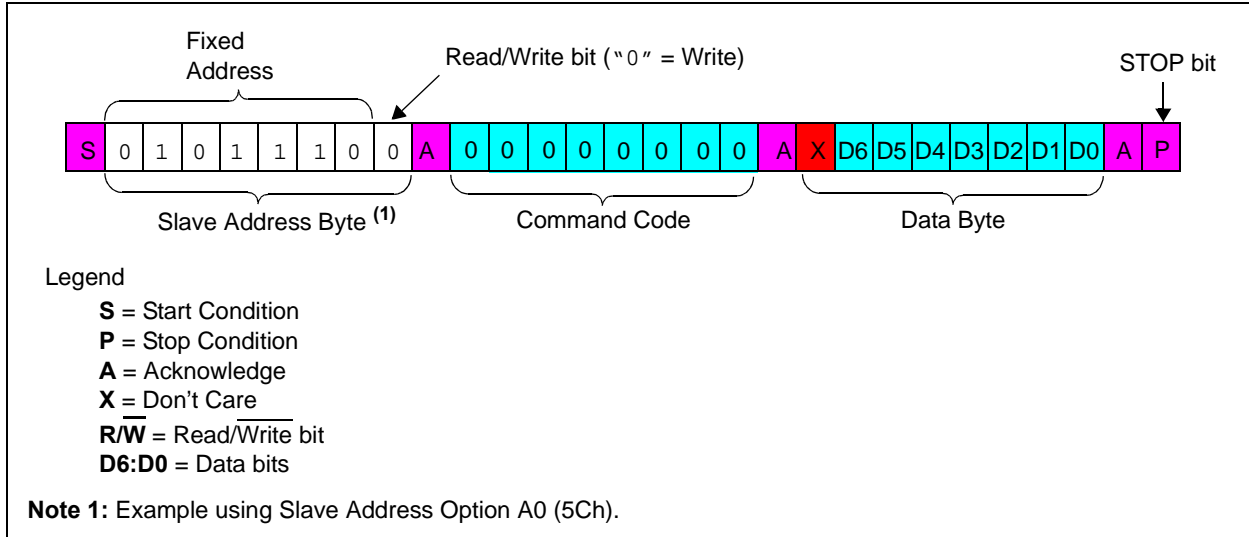 Fixed
Address
Read/Write bit ("0" = Write)
STOP bit
S 0 1 0 1 1 1 0 0 A 0 0 0 0 0 0 0 0 A X D6 D5 D4 D3 D2 D1 D0 A P
Slave Address Byte (1)
Command Code
Data Byte
Legend
S = Start Condition
P = Stop Condition
A = Acknowledge
X = Don't Care
R/W = Read/Write bit
D6:D0 = Data bits
Note 1: Example using Slave Address Option A0 (5Ch).